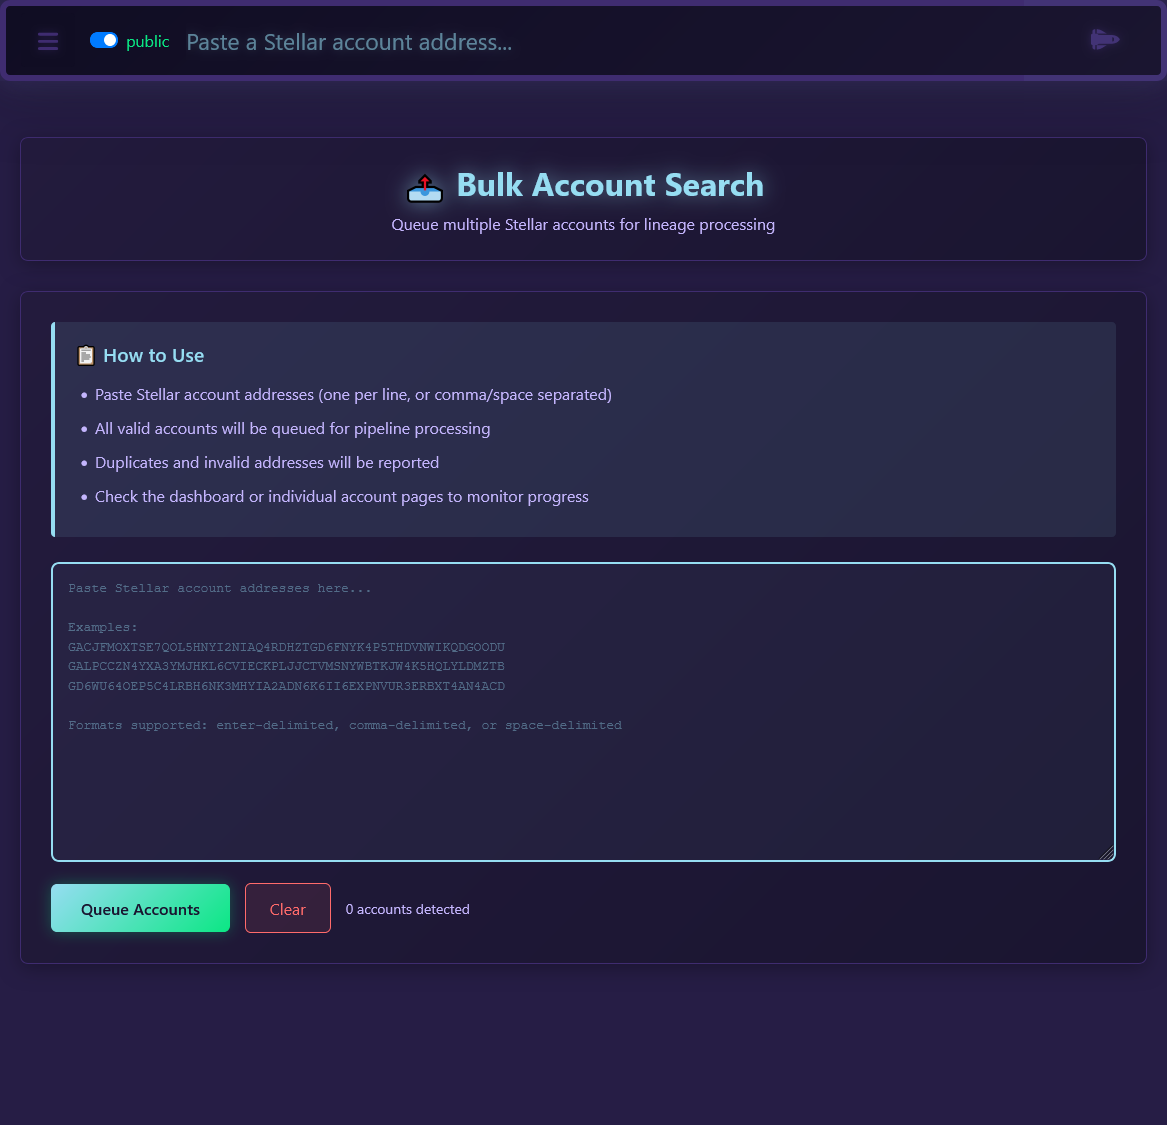 public
Paste a Stellar account address...
Bulk Account Search
Queue multiple Stellar accounts for lineage processing
How to Use
Paste Stellar account addresses (one per line, or comma/space separated)
All valid accounts will be queued for pipeline processing
Duplicates and invalid addresses will be reported
Check the dashboard or individual account pages to monitor progress
Paste Stellar account addresses here...
Examples:
GACJFMOXTSE7QOL5HNYI2NIAQ4RDHZTGD6FNYK4P5THDVNWIKQDGOODU
GALPCCZN4YXA3YMJHKL6CVIECKPLJJCTVMSNYWBTKJW4K5HQLYLDMZTB
GD6WU64OEP5C4LRBH6NK3MHYIA2ADN6K6II6EXPNVUR3ERBXT4AN4ACD
Formats supported: enter-delimited, comma-delimited, or space-delimited
Queue Accounts
Clear
0 accounts detected